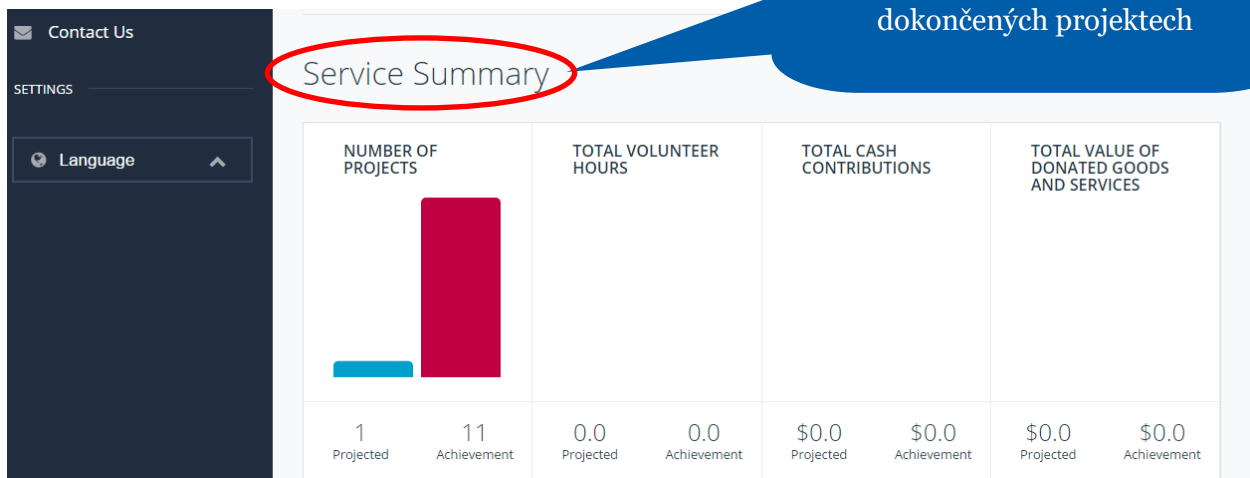 Contact Us
SETTINGS
Language
dokončených projektech
Service Summary
NUMBER OF
PROJECTS
TOTAL VOLUNTEER
HOURS
TOTAL CASH
CONTRIBUTIONS
TOTAL VALUE OF
DONATED GOODS
AND SERVICES
1 11 0.0 0.0 $0.0 $0.0 $0.0 $0.0
Projected Achievement Projected Achievement Projected Achievement Projected Achievement